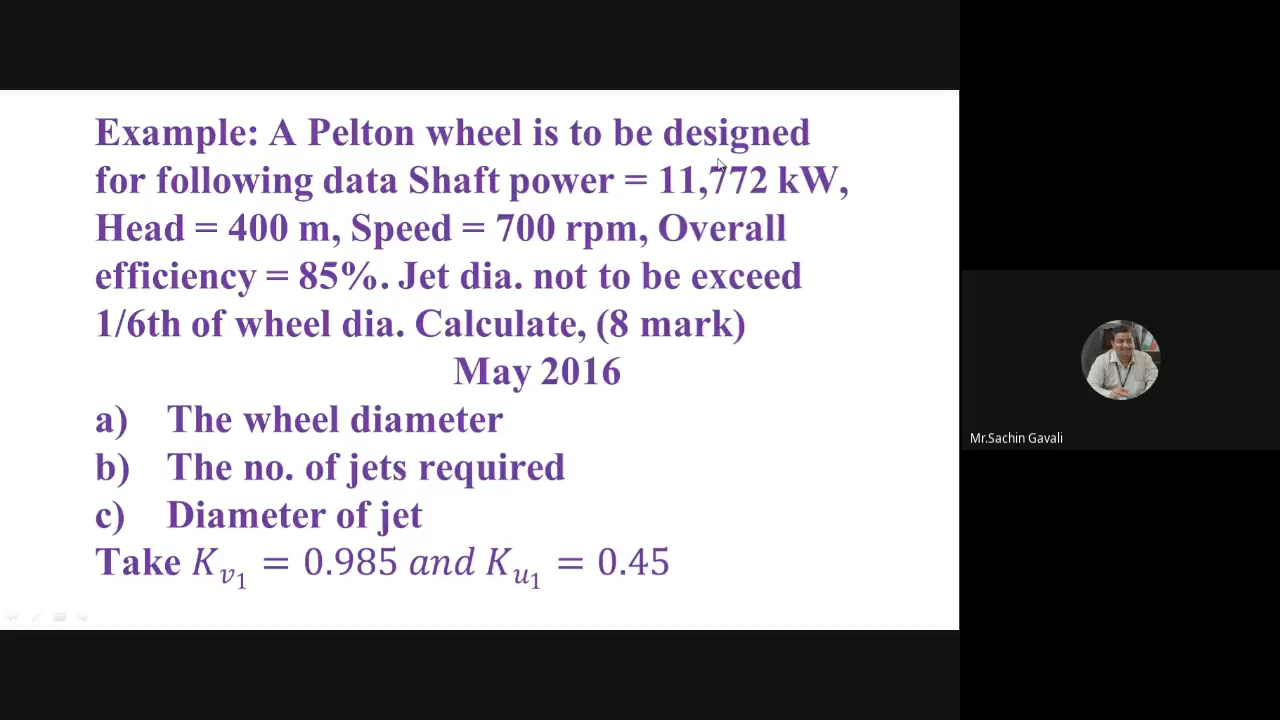 Example: A Pelton wheel is to be designed
for following data Shaft power = 11,772 kW,
Head = 400 m, Speed = 700 rpm, Overall
efficiency = 85%. Jet dia. not to be exceed
1/6th of wheel dia. Calculate, (8 mark)
May 2016
a) The wheel diameter
b) The no. of jets required
c) Diameter of jet
Take K_{v_1} = 0.985 and K_{u_1} = 0.45
Mr.Sachin Gavali